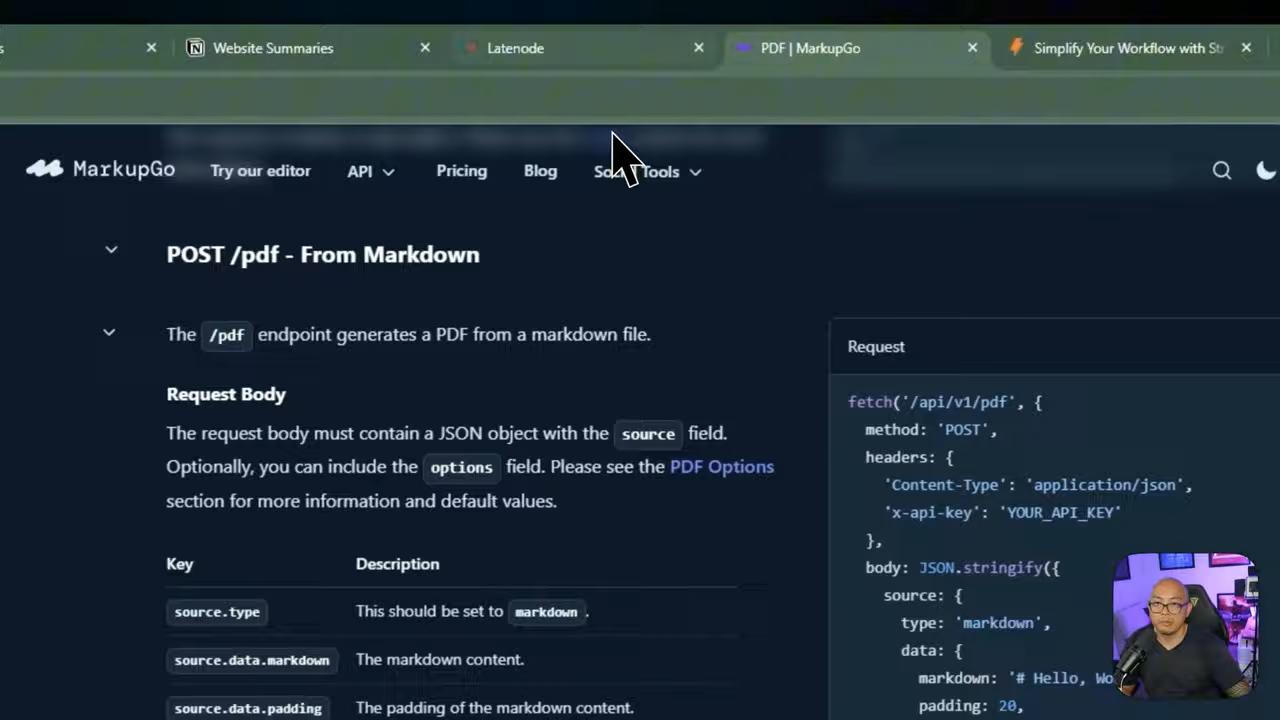 s
Website Summaries
Latenode
PDF | MarkupGo
Simplify Your Workflow with St
MarkupGo
Try our editor
API
Pricing
Blog
Tools
POST /pdf - From Markdown
The /pdf endpoint generates a PDF from a markdown file.
Request Body
The request body must contain a JSON object with the source field.
Optionally, you can include the options field. Please see the PDF Options
section for more information and default values.
Key Description
source.type This should be set to markdown.
source.data.markdown The markdown content.
source.data.padding The padding of the markdown content.
Request
fetch('/api/v1/pdf', {
method: 'POST',
headers: {
'Content-Type': 'application/json',
'x-api-key': 'YOUR_API_KEY'
},
body: JSON.stringify({
source: {
type: 'markdown',
data: {
markdown: '# Hello, Wo
padding: 20,